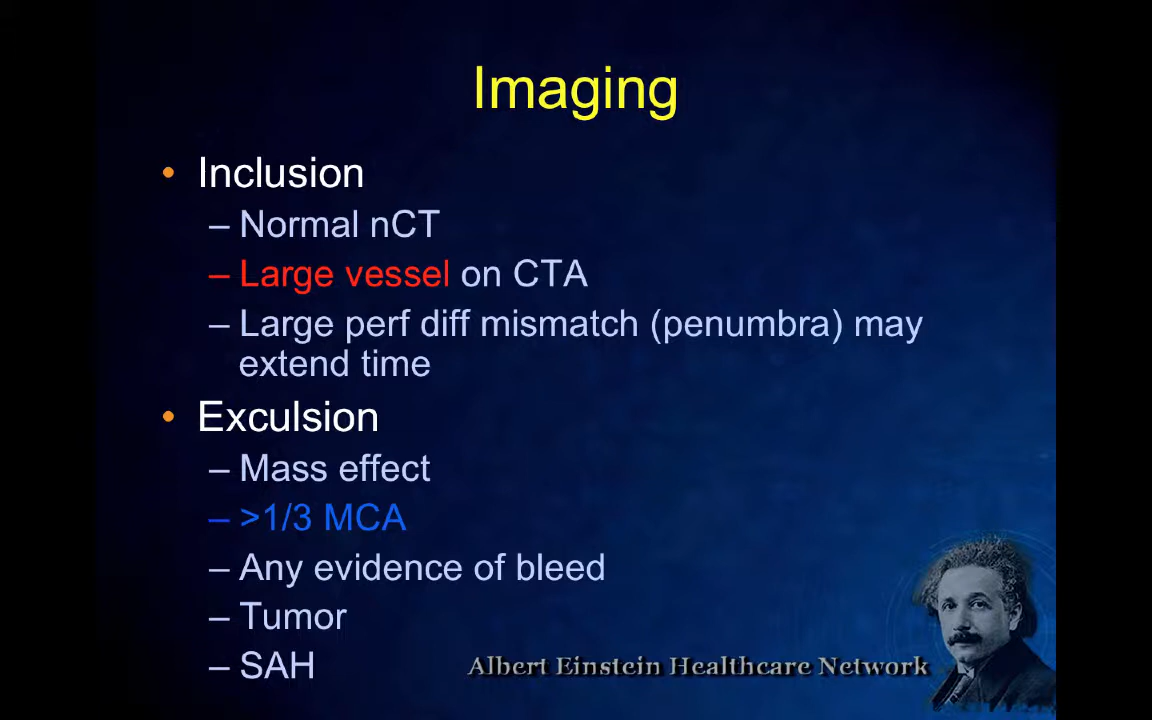 Imaging
• Inclusion
– Normal nCT
– Large vessel on CTA
– Large perf diff mismatch (penumbra) may
extend time
• Exculsion
– Mass effect
– >1/3 MCA
– Any evidence of bleed
– Tumor
– SAH
Albert Einstein Healthcare Network